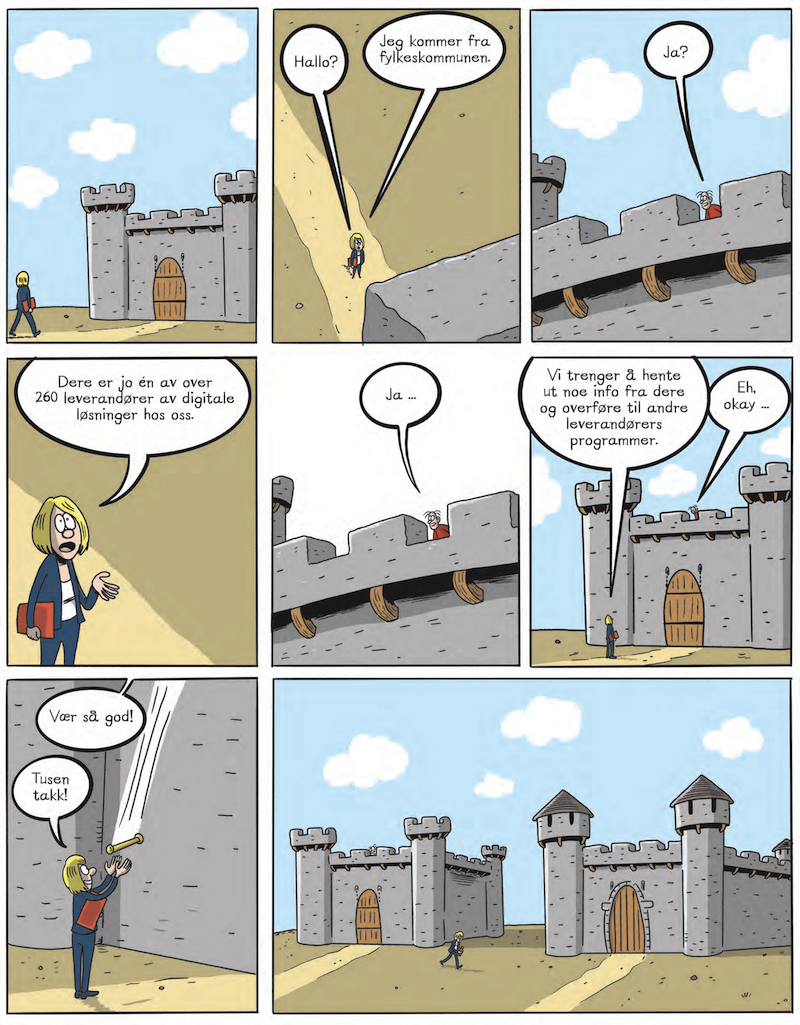 Hallo?
Jeg kommer fra
fylkeskommunen.
Ja?
Dere er jo én av over
260 leverandører av digitale
løsninger hos oss.
Ja ...
Vi trenger å hente
ut noe info fra dere
og overføre til andre
leverandørers
programmer.
Eh,
okay ...
Vær så god!
Tusen
takk!